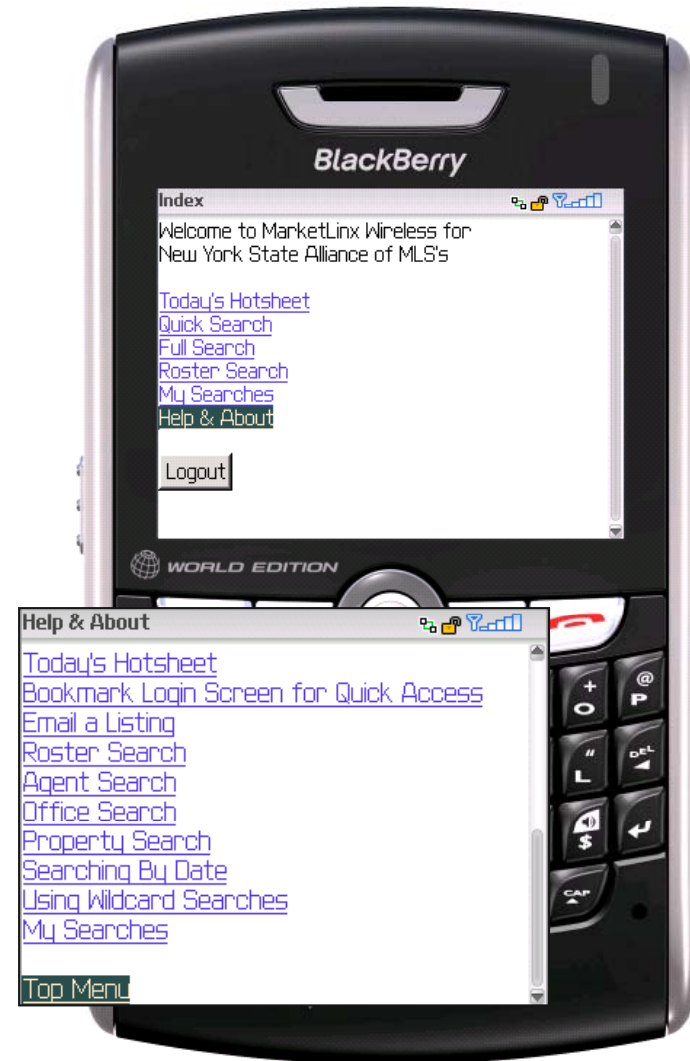 BlackBerry
Index
Welcome to MarketLinx Wireless for
New York State Alliance of MLS's
Today's Hotsheet
Quick Search
Full Search
Roster Search
My Searches
Help & About
Logout
WORLD EDITION
Help & About
Today's Hotsheet
Bookmark Login Screen for Quick Access
Email a Listing
Roster Search
Agent Search
Office Search
Property Search
Searching By Date
Using Wildcard Searches
My Searches
Top Menu
+ @
O P
" DEL
L
$
CAP